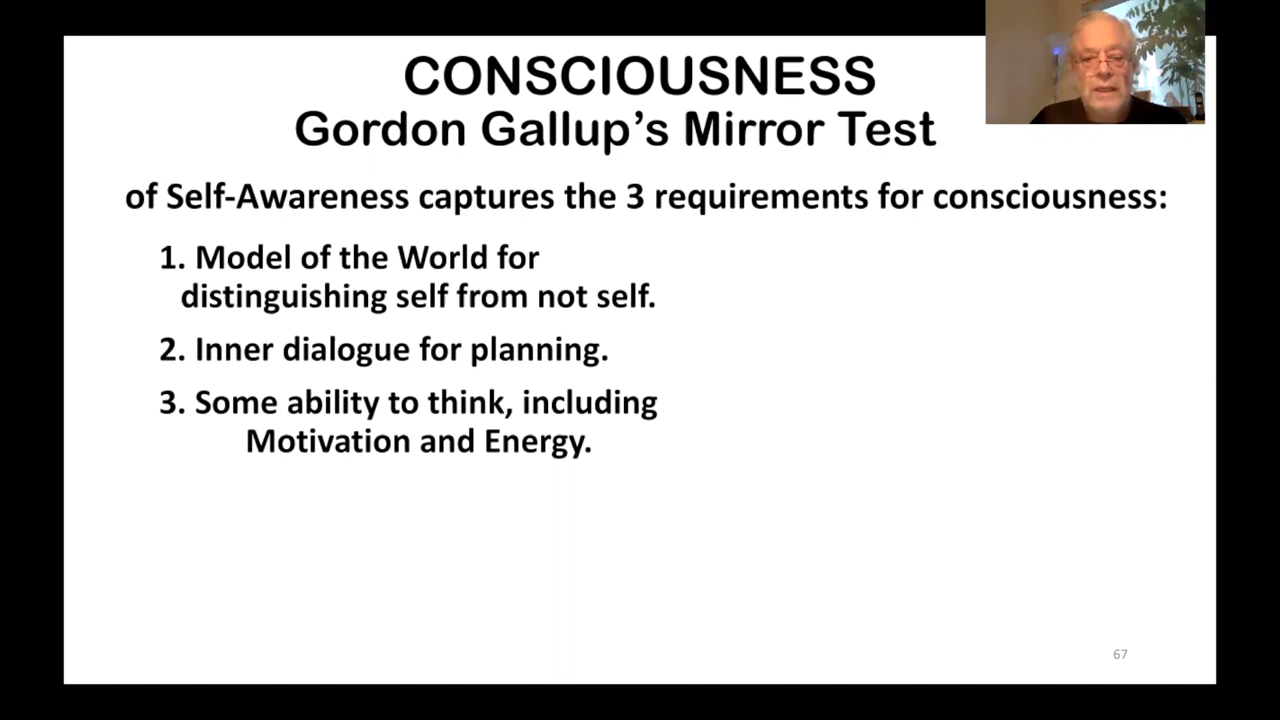 CONSCIOUSNESS
Gordon Gallup’s Mirror Test
of Self-Awareness captures the 3 requirements for consciousness:
1. Model of the World for
distinguishing self from not self.
2. Inner dialogue for planning.
3. Some ability to think, including
Motivation and Energy.
67